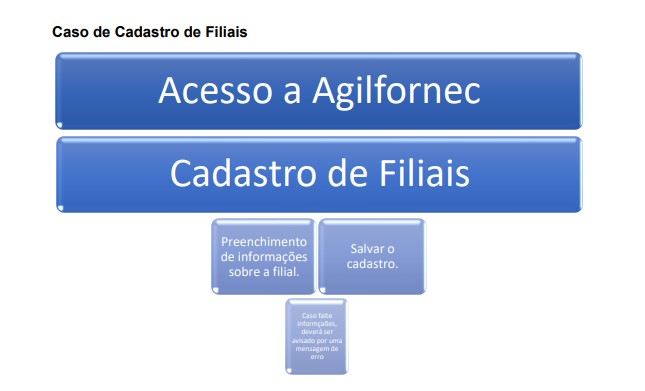 Caso de Cadastro de Filiais
Acesso a Agilfornec
Cadastro de Filiais
Preenchimento
de informações
sobre a filial.
Salvar o
cadastro.
Caso falte
informçaões,
deverá ser
avisado por uma
mensagem de
erro